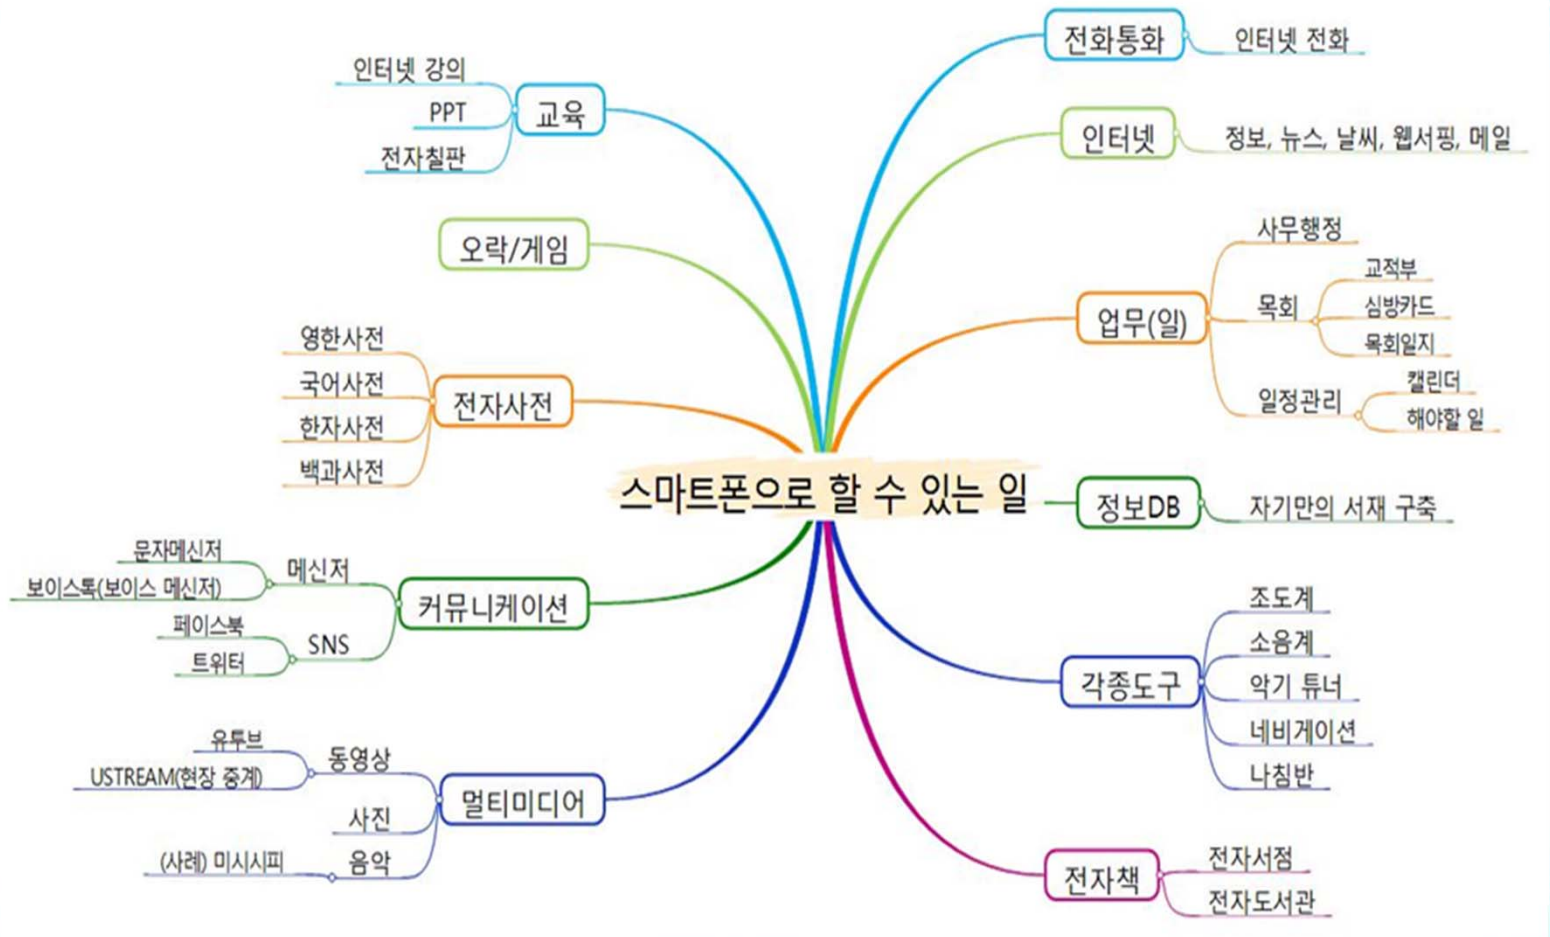 스마트폰으로 할 수 있는 일
전화통화
인터넷 전화
인터넷
정보, 뉴스, 날씨, 웹서핑, 메일
업무(일)
사무행정
목회
교적부
심방카드
목회일지
일정관리
캘린더
해야할 일
정보DB
자기만의 서재 구축
각종도구
조도계
소음계
악기 튜너
네비게이션
나침반
전자책
전자서점
전자도서관
교육
인터넷 강의
PPT
전자칠판
오락/게임
전자사전
영한사전
국어사전
한자사전
백과사전
커뮤니케이션
메신저
문자메신저
보이스톡(보이스 메신저)
SNS
페이스북
트위터
멀티미디어
동영상
유투브
USTREAM(현장 중계)
사진
음악
(사례) 미시시피